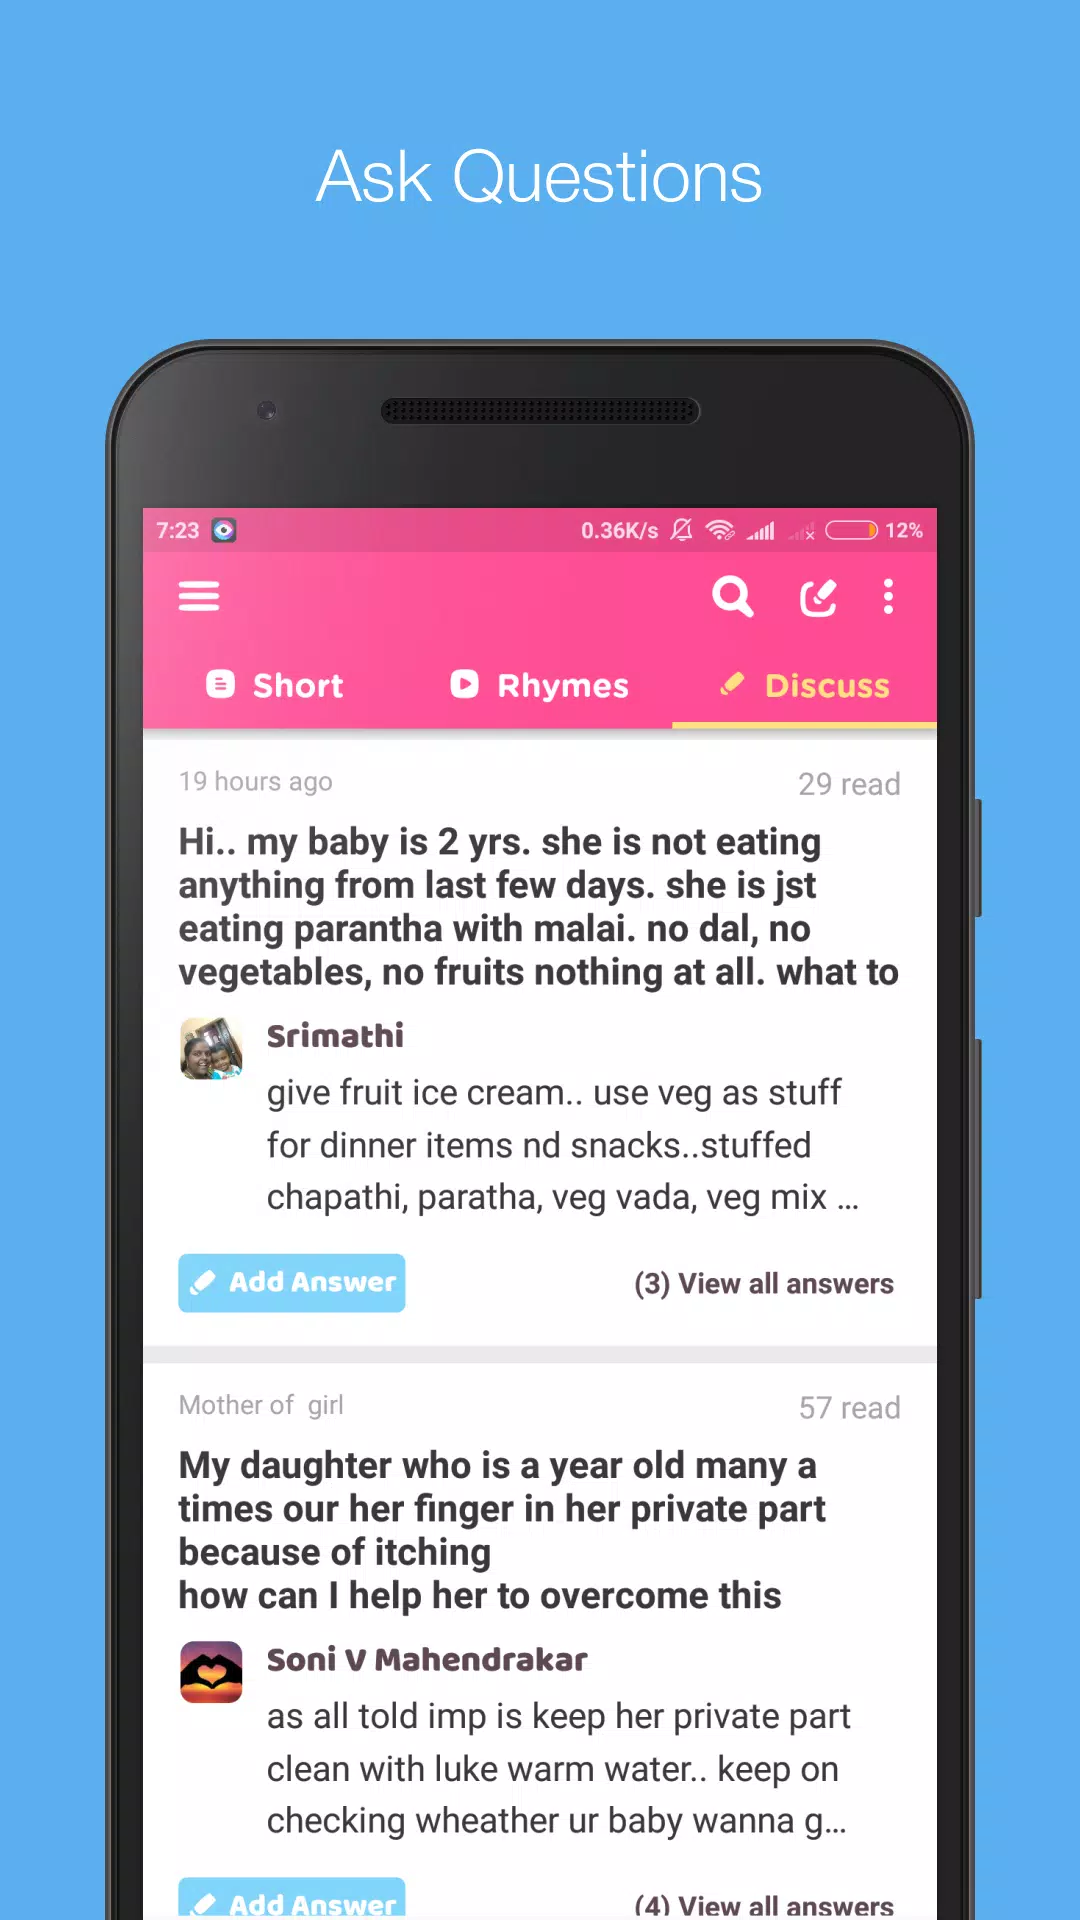 Ask Questions
7:23 0.36K/s 12%
Short Rhymes Discuss
19 hours ago 29 read
Hi.. my baby is 2 yrs. she is not eating
anything from last few days. she is jst
eating parantha with malai. no dal, no
vegetables, no fruits nothing at all. what to
Srimathi
give fruit ice cream.. use veg as stuff
for dinner items nd snacks..stuffed
chapathi, paratha, veg vada, veg mix ...
Add Answer (3) View all answers
Mother of  girl 57 read
My daughter who is a year old many a
times our her finger in her private part
because of itching
how can I help her to overcome this
Soni V Mahendrakar
as all told imp is keep her private part
clean with luke warm water.. keep on
checking wheather ur baby wanna g...
Add Answer (4) View all answers